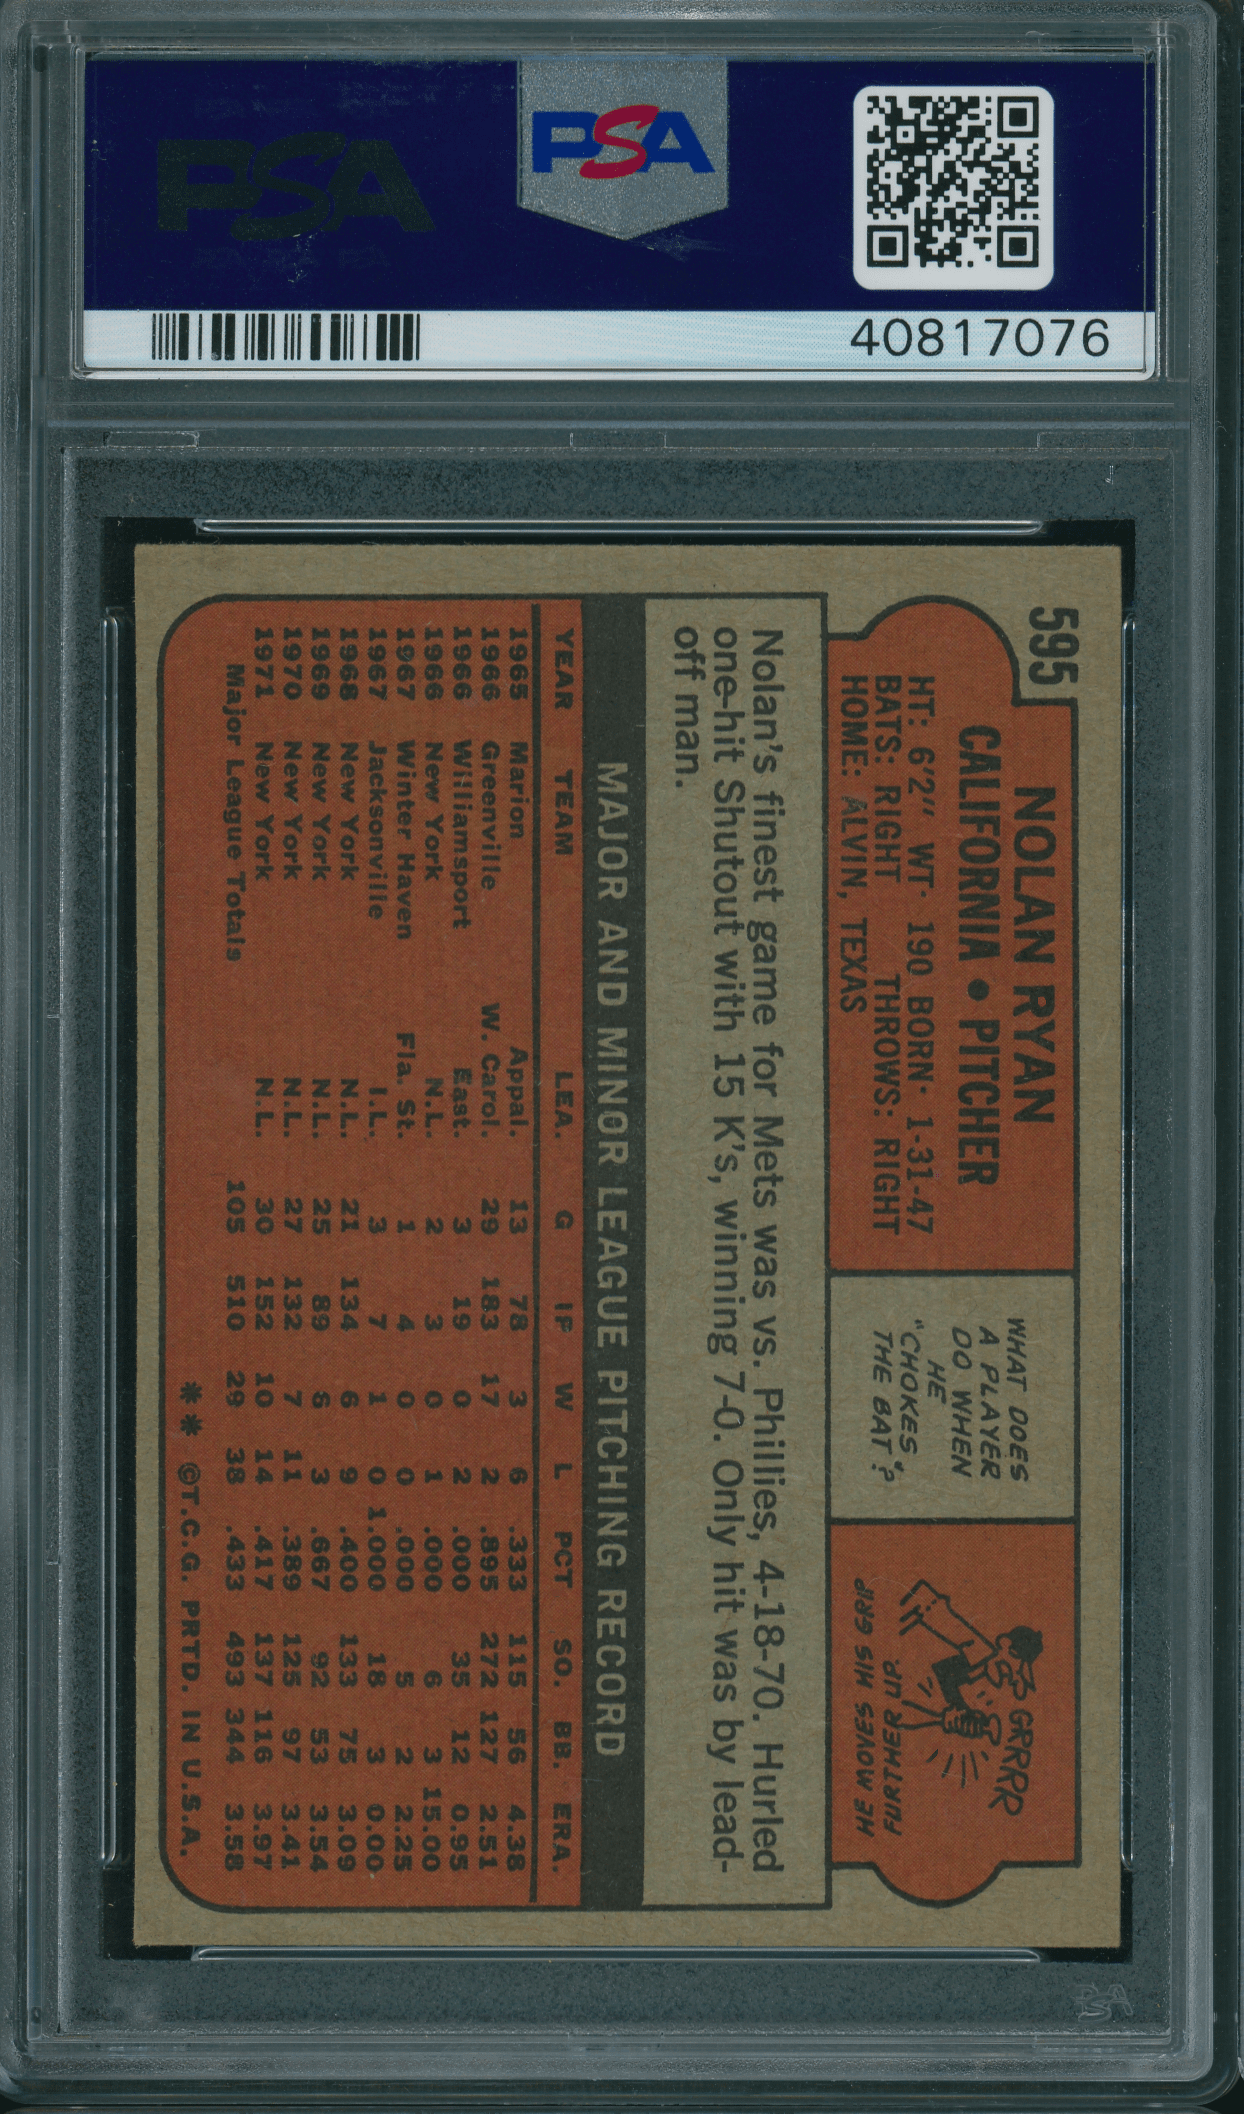 PSA
PSA
40817076
595
NOLAN RYAN
CALIFORNIA • PITCHER
HT: 6'2" WT· 190 BORN· 1-31-47
BATS: RIGHT THROWS: RIGHT
HOME: ALVIN, TEXAS
WHAT DOES
A PLAYER
DO WHEN
HE
"CHOKES
THE BAT"?
GRRRR
HE MOVES HIS GRIP
FURTHER UP.
Nolan's finest game for Mets was vs. Phillies, 4-18-70. Hurled
one-hit Shutout with 15 K's, winning 7-0. Only hit was by lead-
off man.
MAJOR AND MINOR LEAGUE PITCHING RECORD
YEAR TEAM LEA. G IP W L PCT SO. BB. ERA.
1965 Marion Appal. 13 78 3 6 .333 115 56 4.38
1966 Greenville W. Carol. 29 183 17 2 .895 272 127 2.51
1966 Williamsport East. 3 19 0 2 .000 35 12 0.95
1966 New York N.L. 2 3 0 1 .000 6 3 15.00
1967 Winter Haven Fla. St. 1 4 0 0 .000 5 2 2.25
1967 Jacksonville I.L. 3 7 1 0 1.000 18 3 0.00
1968 New York N.L. 21 134 6 9 .400 133 75 3.09
1969 New York N.L. 25 89 6 3 .667 92 53 3.54
1970 New York N.L. 27 132 7 11 .389 125 97 3.41
1971 New York N.L. 30 152 10 14 .417 137 116 3.97
Major League Totals 105 510 29 38 .433 493 344 3.58
** ©T.C.G. PRTD. IN U.S.A.
PSA